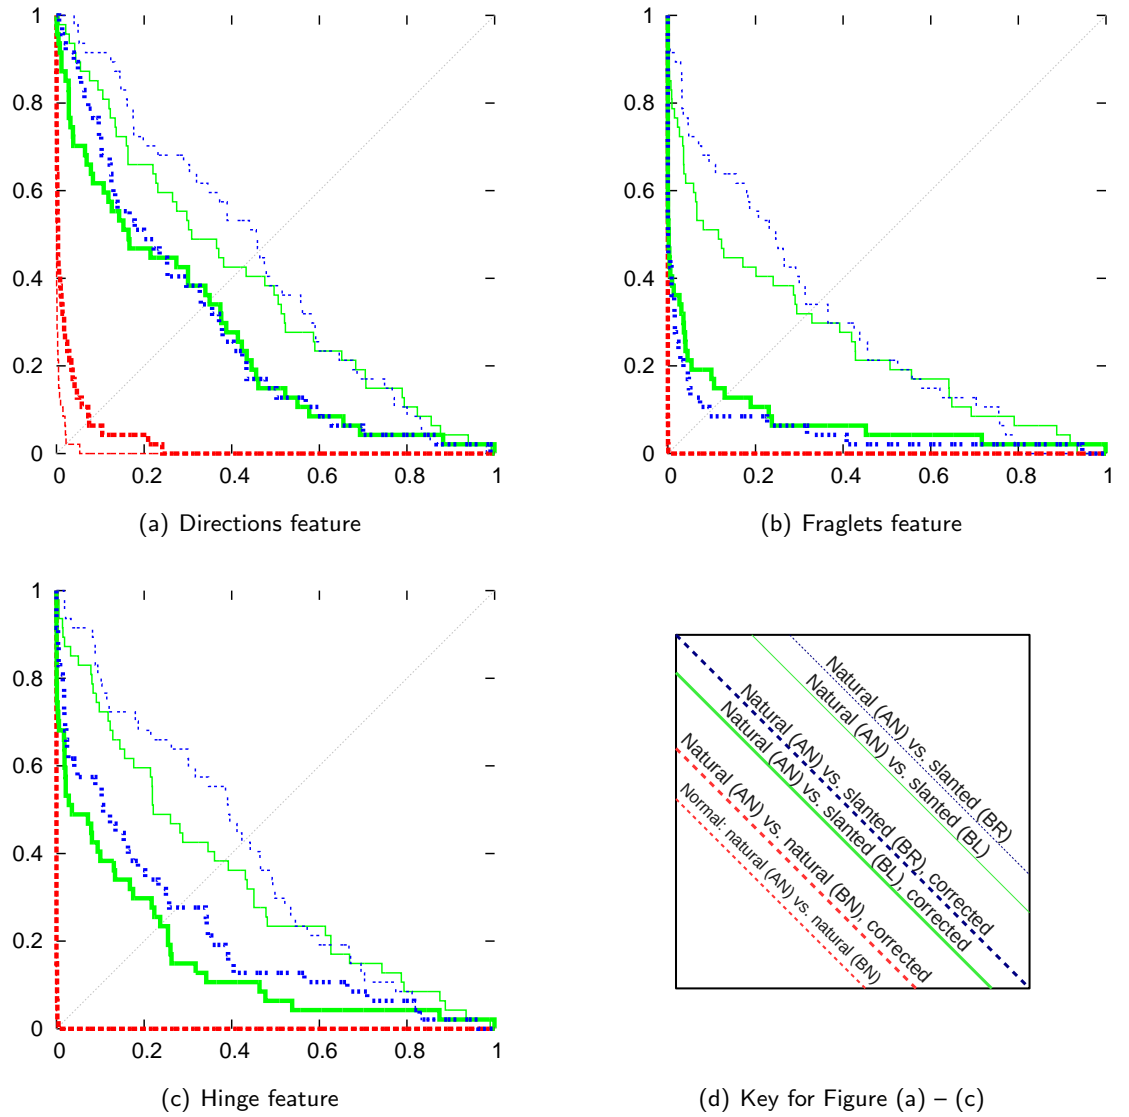 1
0.8
0.6
0.4
0.2
0
0 0.2 0.4 0.6 0.8 1
(a) Directions feature
1
0.8
0.6
0.4
0.2
0
0 0.2 0.4 0.6 0.8 1
(b) Fraglets feature
1
0.8
0.6
0.4
0.2
0
0 0.2 0.4 0.6 0.8 1
(c) Hinge feature
Natural (AN) vs. slanted (BR)
Natural (AN) vs. slanted (BL)
Natural (AN) vs. slanted (BR), corrected
Natural (AN) vs. slanted (BL), corrected
Natural (AN) vs. natural (BN), corrected
Normal: natural (AN) vs. natural (BN)
(d) Key for Figure (a) – (c)